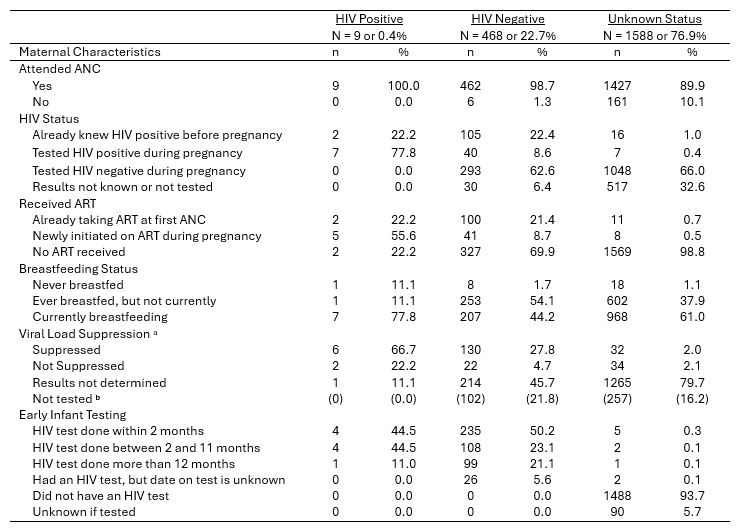 HIV Positive HIV Negative Unknown Status
N = 9 or 0.4% N = 468 or 22.7% N = 1588 or 76.9%
Maternal Characteristics n % n % n %
Attended ANC
Yes 9 100.0 462 98.7 1427 89.9
No 0 0.0 6 1.3 161 10.1
HIV Status
Already knew HIV positive before pregnancy 2 22.2 105 22.4 16 1.0
Tested HIV positive during pregnancy 7 77.8 40 8.6 7 0.4
Tested HIV negative during pregnancy 0 0.0 293 62.6 1048 66.0
Results not known or not tested 0 0.0 30 6.4 517 32.6
Received ART
Already taking ART at first ANC 2 22.2 100 21.4 11 0.7
Newly initiated on ART during pregnancy 5 55.6 41 8.7 8 0.5
No ART received 2 22.2 327 69.9 1569 98.8
Breastfeeding Status
Never breastfed 1 11.1 8 1.7 18 1.1
Ever breastfed, but not currently 1 11.1 253 54.1 602 37.9
Currently breastfeeding 7 77.8 207 44.2 968 61.0
Viral Load Suppression ᵃ
Suppressed 6 66.7 130 27.8 32 2.0
Not Suppressed 2 22.2 22 4.7 34 2.1
Results not determined 1 11.1 214 45.7 1265 79.7
Not tested ᵇ (0) (0.0) (102) (21.8) (257) (16.2)
Early Infant Testing
HIV test done within 2 months 4 44.5 235 50.2 5 0.3
HIV test done between 2 and 11 months 4 44.5 108 23.1 2 0.1
HIV test done more than 12 months 1 11.0 99 21.1 1 0.1
Had an HIV test, but date on test is unknown 0 0.0 26 5.6 2 0.1
Did not have an HIV test 0 0.0 0 0.0 1488 93.7
Unknown if tested 0 0.0 0 0.0 90 5.7